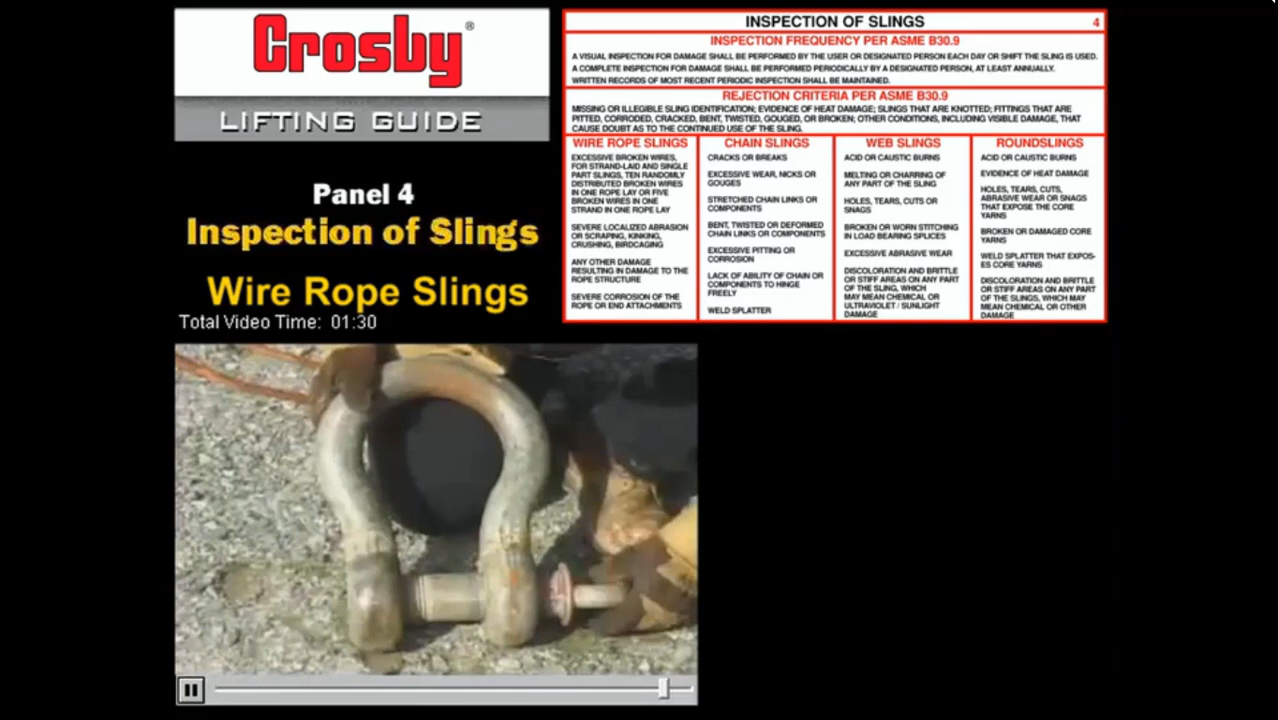 Crosby®
LIFTING GUIDE
Panel 4
Inspection of Slings
Wire Rope Slings
Total Video Time: 01:30
INSPECTION OF SLINGS 4
INSPECTION FREQUENCY PER ASME B30.9
A VISUAL INSPECTION FOR DAMAGE SHALL BE PERFORMED BY THE USER OR DESIGNATED PERSON EACH DAY OR SHIFT THE SLING IS USED.
A COMPLETE INSPECTION FOR DAMAGE SHALL BE PERFORMED PERIODICALLY BY A DESIGNATED PERSON, AT LEAST ANNUALLY.
WRITTEN RECORDS OF MOST RECENT PERIODIC INSPECTION SHALL BE MAINTAINED.
REJECTION CRITERIA PER ASME B30.9
MISSING OR ILLEGIBLE SLING IDENTIFICATION; EVIDENCE OF HEAT DAMAGE; SLINGS THAT ARE KNOTTED; FITTINGS THAT ARE
PITTED, CORRODED, CRACKED, BENT, TWISTED, GOUGED, OR BROKEN; OTHER CONDITIONS, INCLUDING VISIBLE DAMAGE, THAT
CAUSE DOUBT AS TO THE CONTINUED USE OF THE SLING.
WIRE ROPE SLINGS
EXCESSIVE BROKEN WIRES,
FOR STRAND-LAID AND SINGLE
PART SLINGS, TEN RANDOMLY
DISTRIBUTED BROKEN WIRES
IN ONE ROPE LAY OR FIVE
BROKEN WIRES IN ONE
STRAND IN ONE ROPE LAY
SEVERE LOCALIZED ABRASION
OR SCRAPING, KINKING,
CRUSHING, BIRDCAGING
ANY OTHER DAMAGE
RESULTING IN DAMAGE TO THE
ROPE STRUCTURE
SEVERE CORROSION OF THE
ROPE OR END ATTACHMENTS
CHAIN SLINGS
CRACKS OR BREAKS
EXCESSIVE WEAR, NICKS OR
GOUGES
STRETCHED CHAIN LINKS OR
COMPONENTS
BENT, TWISTED OR DEFORMED
CHAIN LINKS OR COMPONENTS
EXCESSIVE PITTING OR
CORROSION
LACK OF ABILITY OF CHAIN OR
COMPONENTS TO HINGE
FREELY
WELD SPLATTER
WEB SLINGS
ACID OR CAUSTIC BURNS
MELTING OR CHARRING OF
ANY PART OF THE SLING
HOLES, TEARS, CUTS OR
SNAGS
BROKEN OR WORN STITCHING
IN LOAD BEARING SPLICES
EXCESSIVE ABRASIVE WEAR
DISCOLORATION AND BRITTLE
OR STIFF AREAS ON ANY PART
OF THE SLING, WHICH
MAY MEAN CHEMICAL OR
ULTRAVIOLET / SUNLIGHT
DAMAGE
ROUNDSLINGS
ACID OR CAUSTIC BURNS
EVIDENCE OF HEAT DAMAGE
HOLES, TEARS, CUTS,
ABRASIVE WEAR OR SNAGS
THAT EXPOSE THE CORE
YARNS
BROKEN OR DAMAGED CORE
YARNS
WELD SPLATTER THAT EXPOS-
ES CORE YARNS
DISCOLORATION AND BRITTLE
OR STIFF AREAS ON ANY PART
OF THE SLINGS, WHICH MAY
MEAN CHEMICAL OR OTHER
DAMAGE